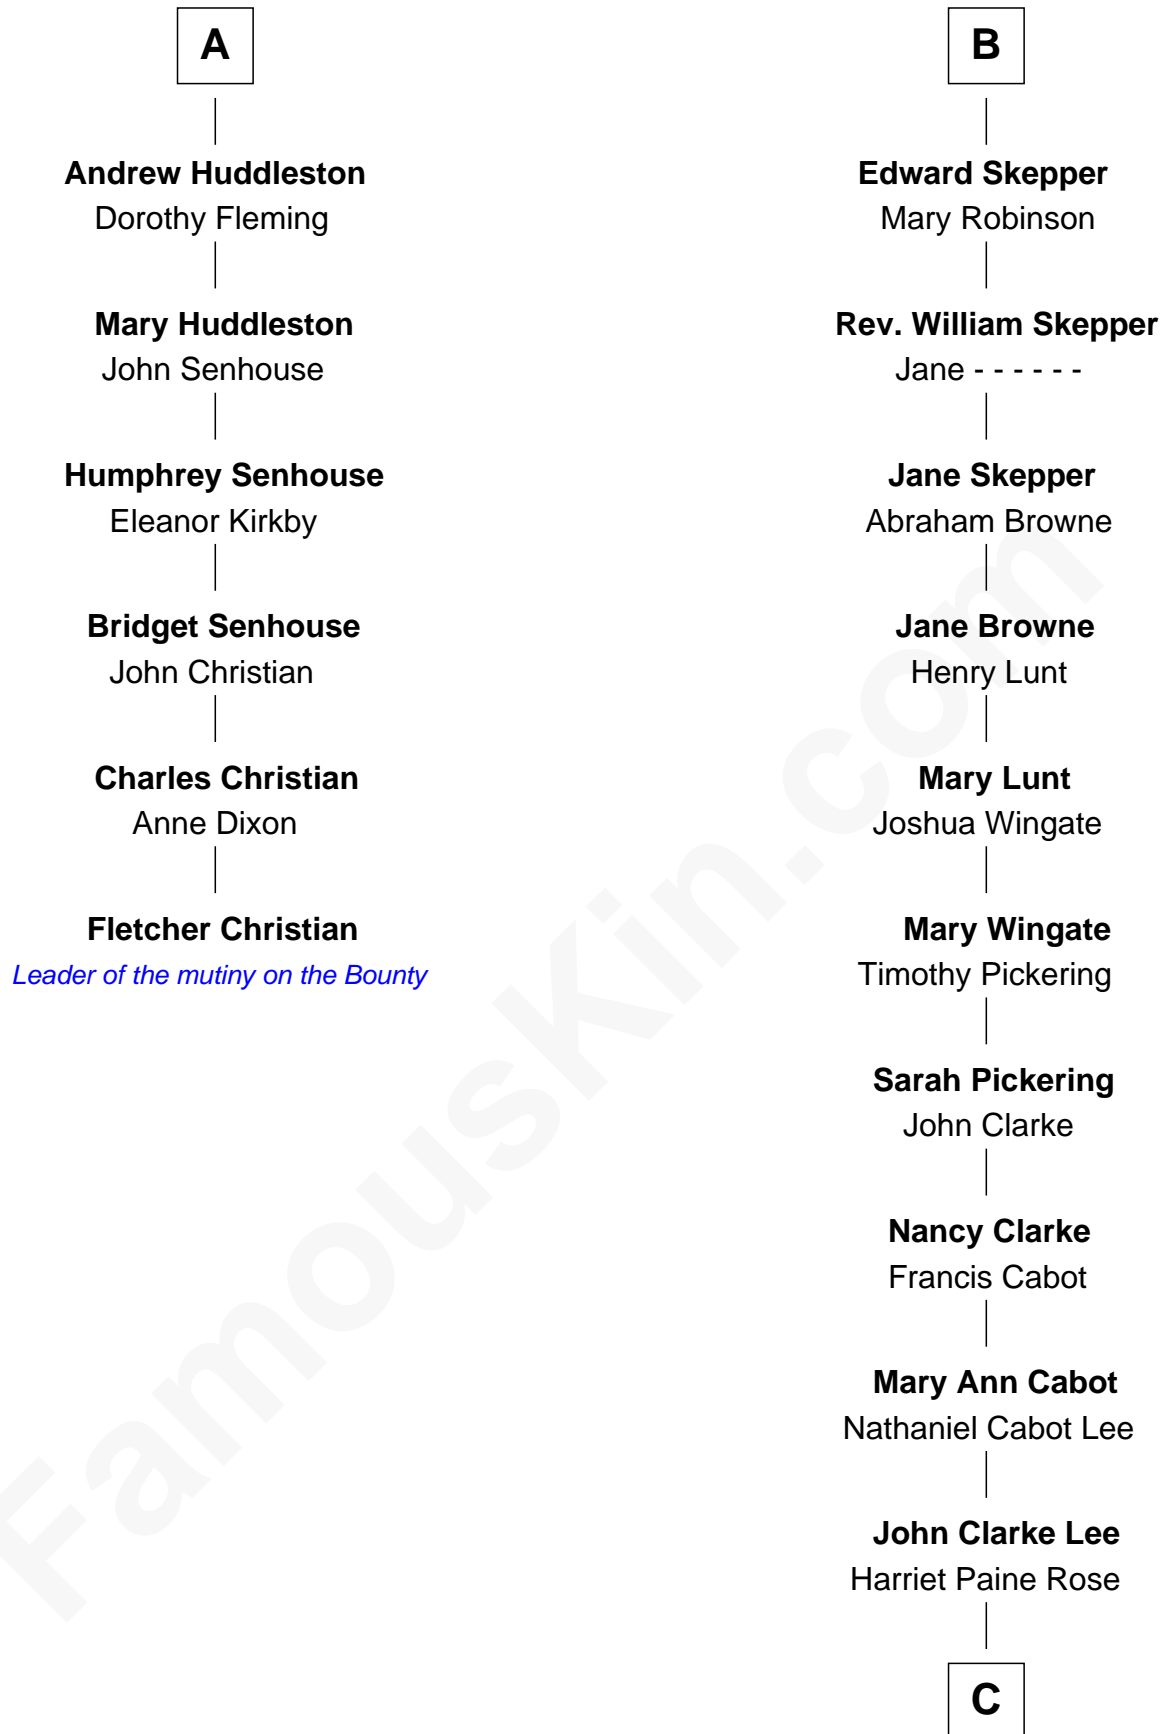 A
Andrew Huddleston
Dorothy Fleming
Mary Huddleston
John Senhouse
Humphrey Senhouse
Eleanor Kirkby
Bridget Senhouse
John Christian
Charles Christian
Anne Dixon
Fletcher Christian
Leader of the mutiny on the Bounty
B
Edward Skepper
Mary Robinson
Rev. William Skepper
Jane - - - - - -
Jane Skepper
Abraham Browne
Jane Browne
Henry Lunt
Mary Lunt
Joshua Wingate
Mary Wingate
Timothy Pickering
Sarah Pickering
John Clarke
Nancy Clarke
Francis Cabot
Mary Ann Cabot
Nathaniel Cabot Lee
John Clarke Lee
Harriet Paine Rose
C
FamousKin.com